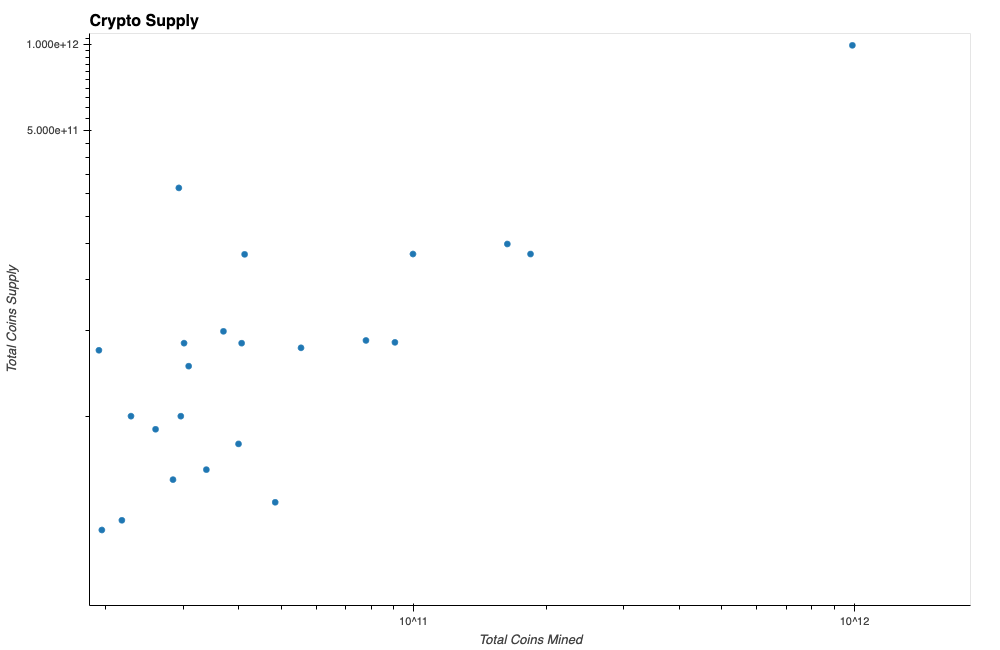 Crypto Supply
1.000e+12
5.000e+11
Total Coins Supply
10^11
10^12
Total Coins Mined